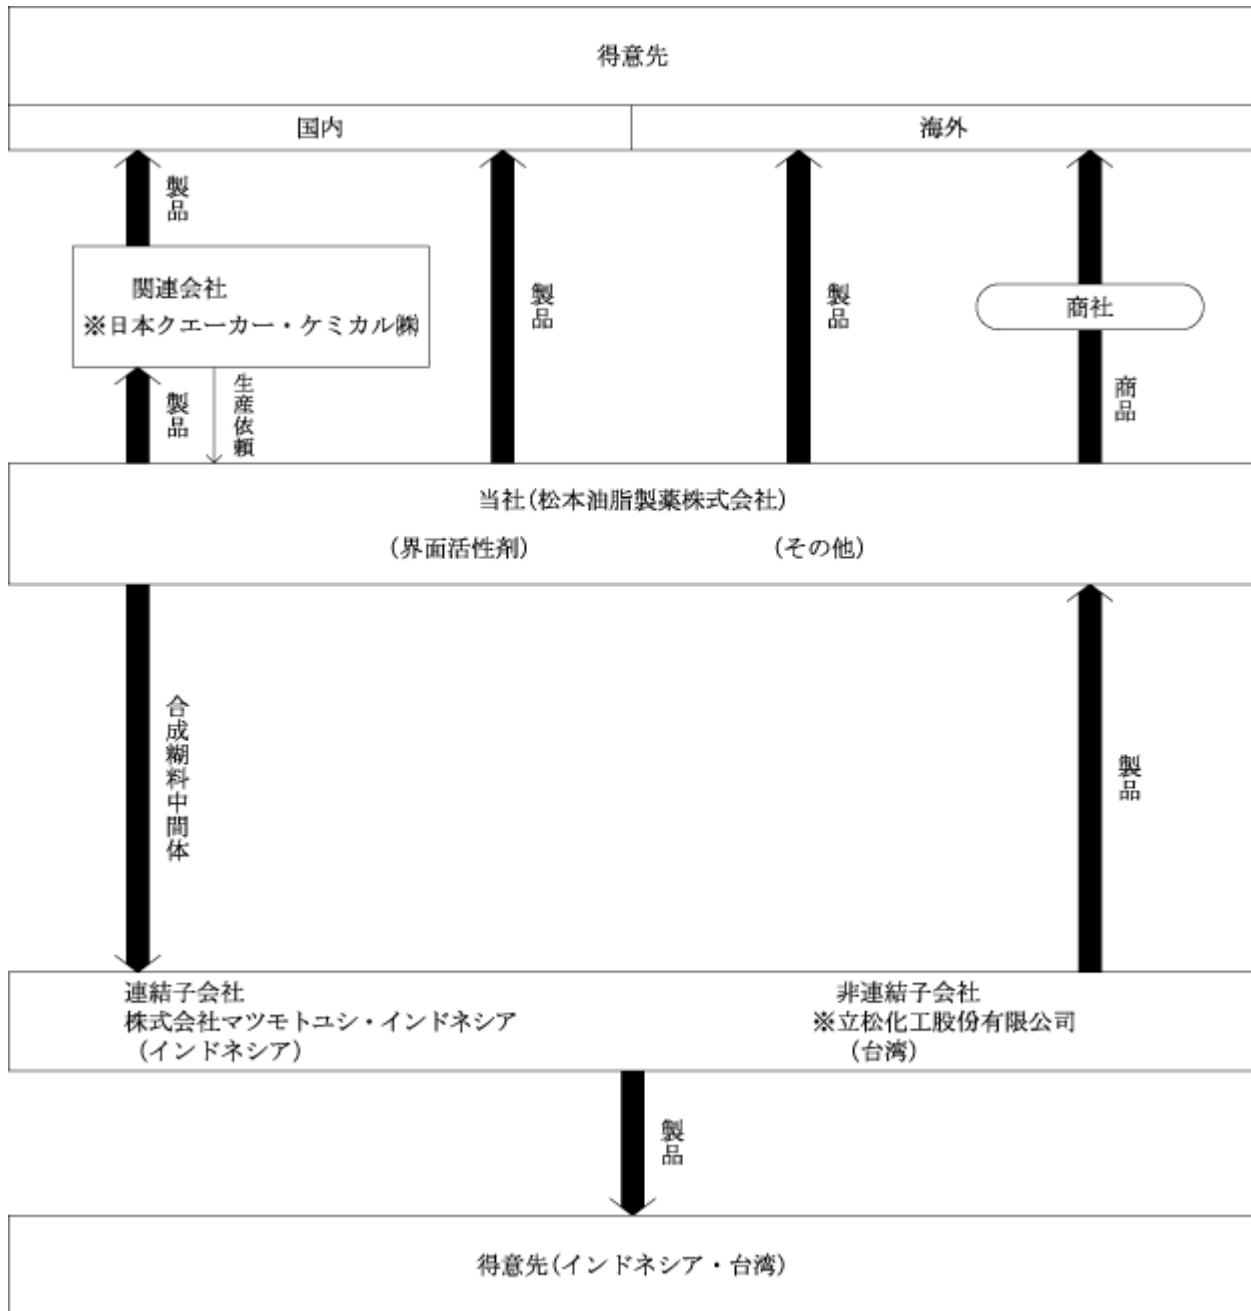 得意先
国内
海外
製品
関連会社
※日本クエーカー・ケミカル㈱
製品
生産依頼
製品
製品
商社
商品
当社(松本油脂製薬株式会社)
(界面活性剤)
(その他)
合成糊料中間体
製品
連結子会社
株式会社マツモトユシ・インドネシア
(インドネシア)
非連結子会社
※立松化工股份有限公司
(台湾)
製品
得意先(インドネシア・台湾)